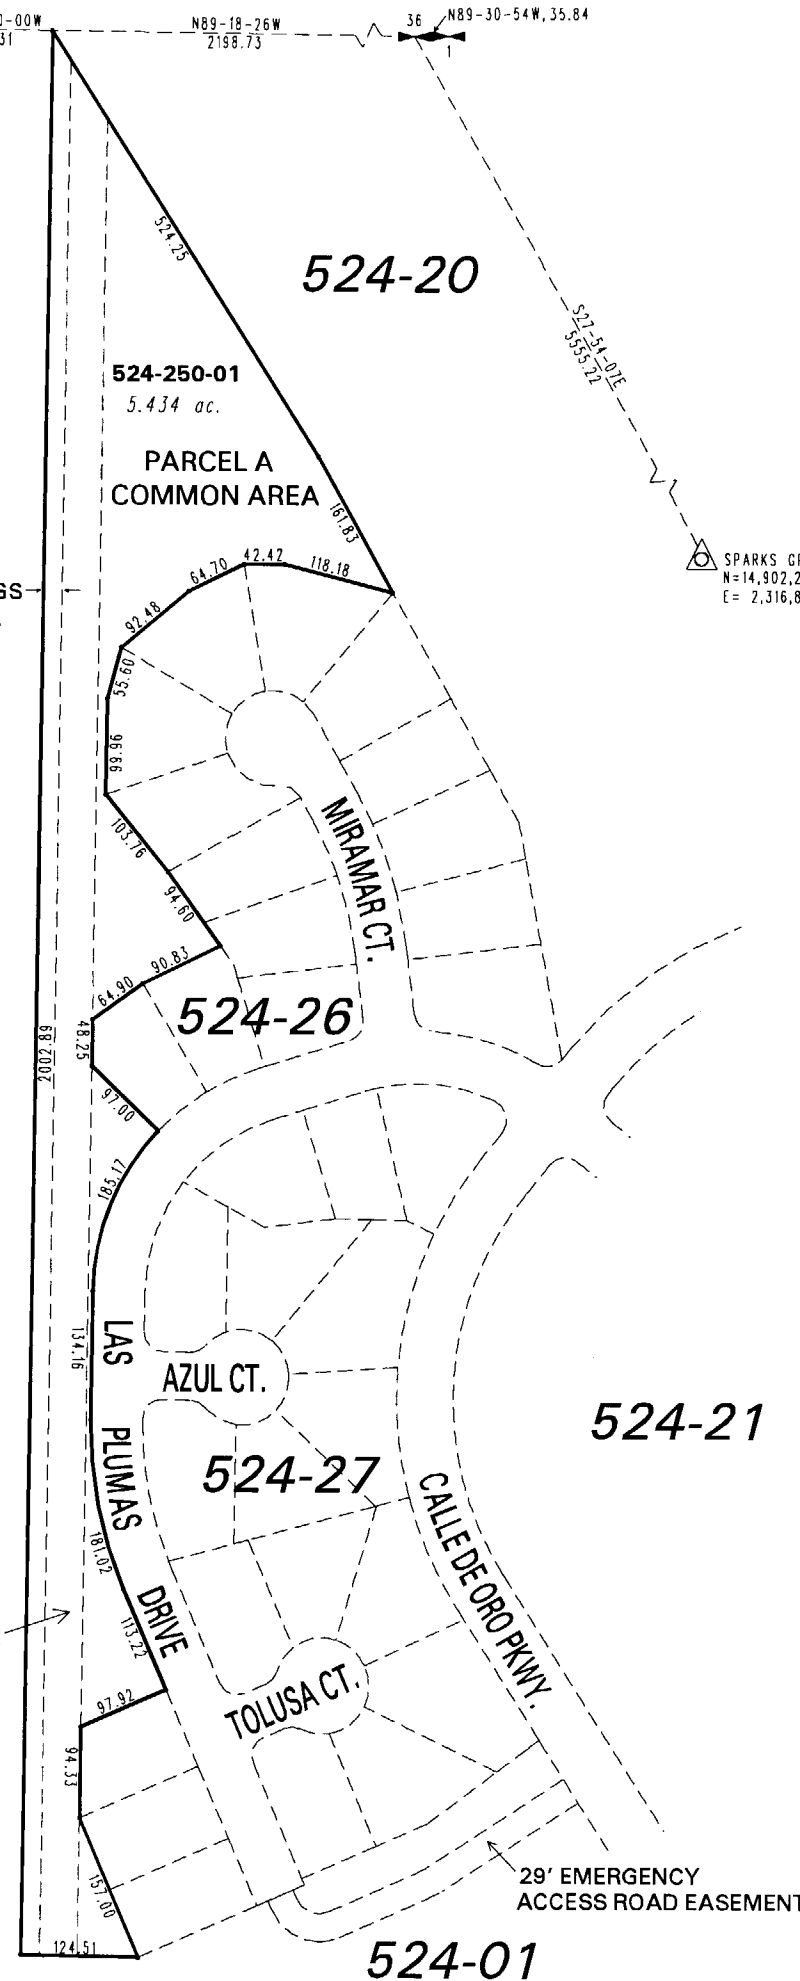 0-00W
31
N89-18-26W
2198.73
36
N89-30-54W, 35.84
1
524.25
524-20
S27-54-07E
5555.22
524-250-01
5.434 ac.
PARCEL A
COMMON AREA
161.83
42.42
118.18
64.70
92.48
55.60
99.96
SPARKS
N=14,902,2
E= 2,316,8
GS
103.76
94.60
MIRAMAR CT.
90.83
64.90
48.25
524-26
2002.89
97.00
185.17
134.16
LAS
PLUMAS
DRIVE
AZUL CT.
524-21
524-27
CALLE DE ORO PKWY.
181.02
113.22
TOLUSA CT.
97.92
94.33
157.00
29' EMERGENCY
ACCESS ROAD EASEMENT
124.51
524-01